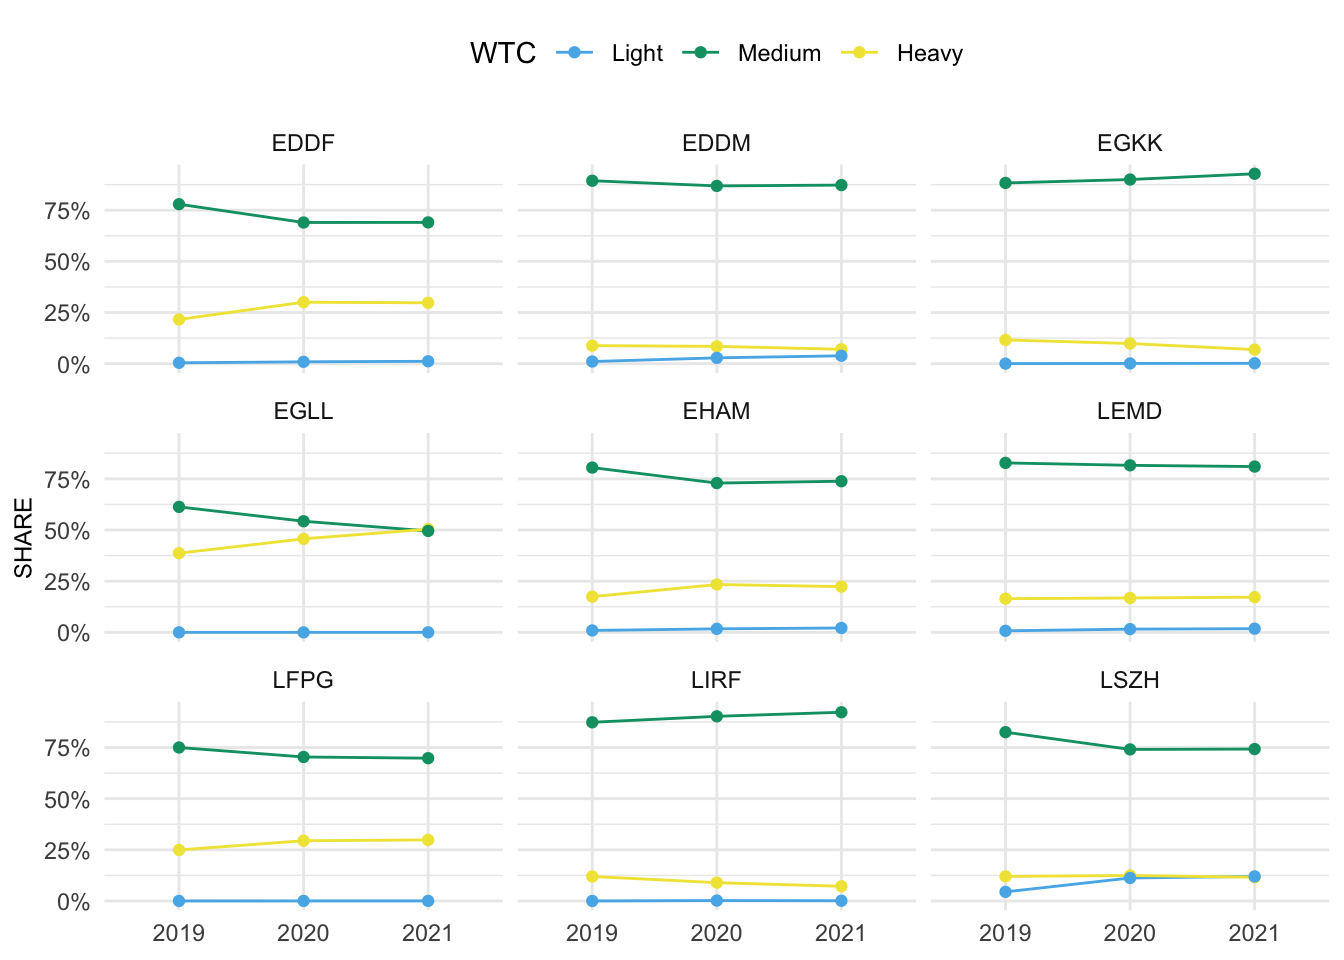 WTC Light Medium Heavy
EDDF EDDM EGKK
75%
50%
25%
0%
EGLL EHAM LEMD
75%
50%
25%
0%
SHARE
LFPG LIRF LSZH
75%
50%
25%
0%
2019 2020 2021 2019 2020 2021 2019 2020 2021